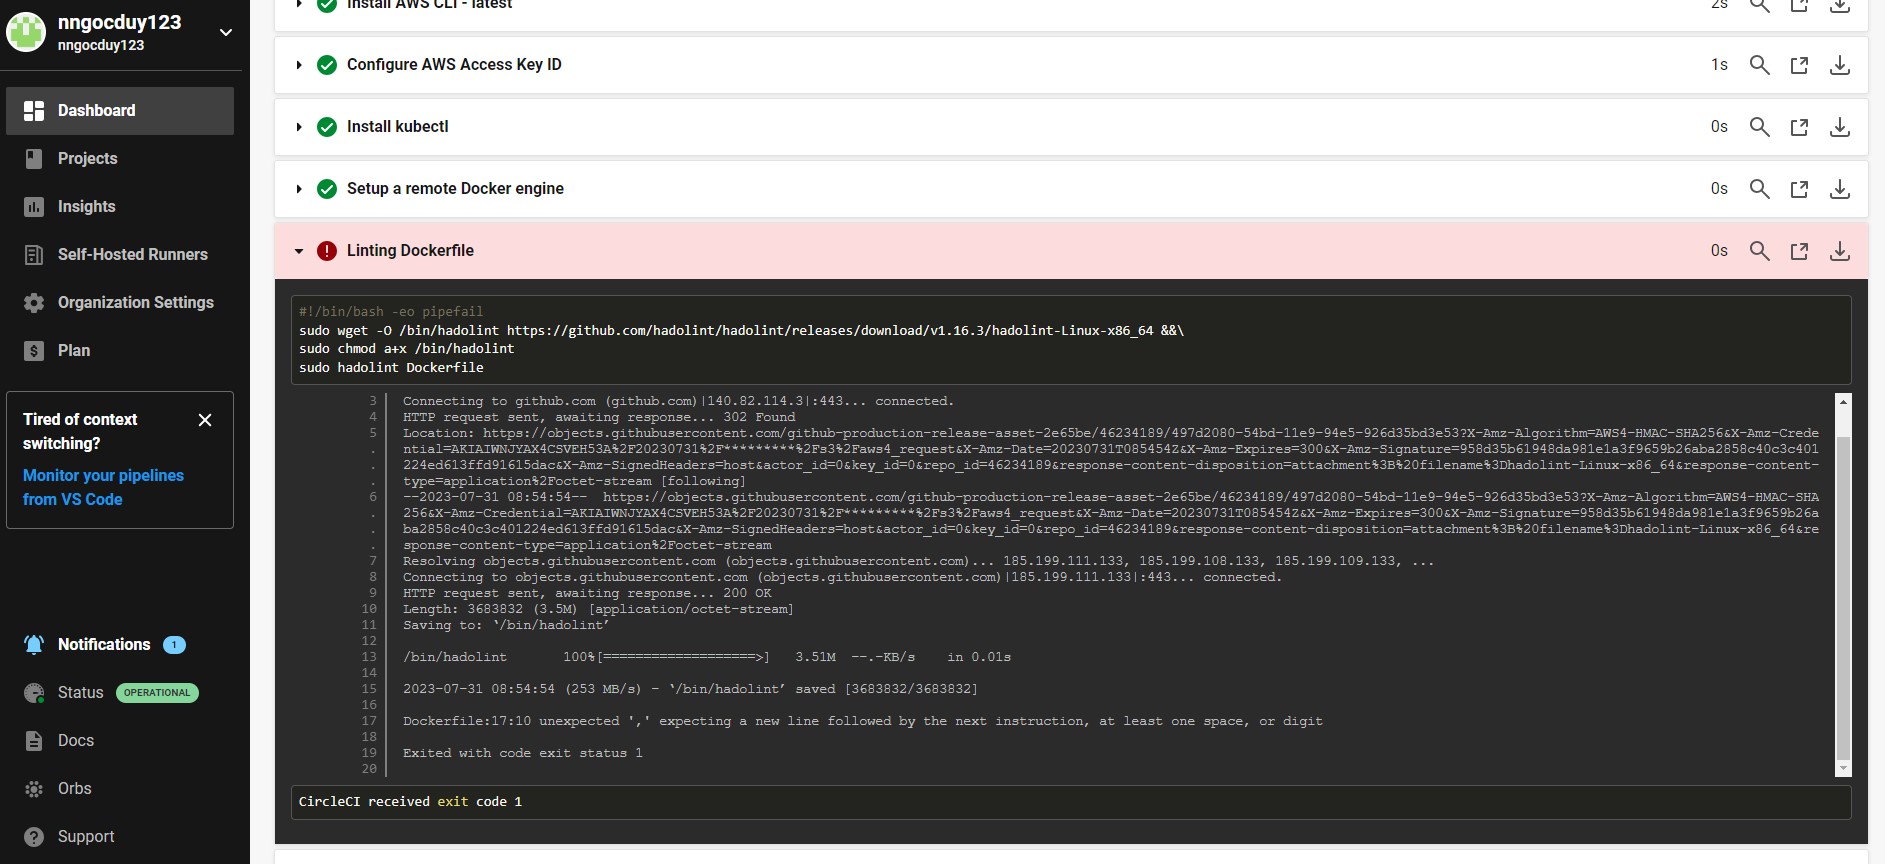 nngocduy123
nngocduy123
Dashboard
Projects
Insights
Self-Hosted Runners
Organization Settings
Plan
Tired of context
switching?
Monitor your pipelines
from VS Code
Notifications 1
Status OPERATIONAL
Docs
Orbs
Support
Install AWS CLI - latest 2s
Configure AWS Access Key ID 1s
Install kubectl 0s
Setup a remote Docker engine 0s
Linting Dockerfile 0s
#!/bin/bash -eo pipefail
sudo wget -O /bin/hadolint https://github.com/hadolint/hadolint/releases/download/v1.16.3/hadolint-Linux-x86_64 &&\
sudo chmod a+x /bin/hadolint
sudo hadolint Dockerfile
3 Connecting to github.com (github.com)|140.82.114.3|:443... connected.
4 HTTP request sent, awaiting response... 302 Found
5 Location: https://objects.githubusercontent.com/github-production-release-asset-2e65be/46234189/497d2080-54bd-11e9-94e5-926d35bd3e53?X-Amz-Algorithm=AWS4-HMAC-SHA256&X-Amz-Crede
. ntial=AKIAIWNJYAX4CSVEH53A%2F20230731%2F*********%2Fs3%2Faws4_request&X-Amz-Date=20230731T085454Z&X-Amz-Expires=300&X-Amz-Signature=958d35b61948da981e1a3f9659b26aba2858c40c3c401
. 224ed613ffd91615dac&X-Amz-SignedHeaders=host&actor_id=0&key_id=0&repo_id=46234189&response-content-disposition=attachment%3B%20filename%3Dhadolint-Linux-x86_64&response-content-
. type=application%2Foctet-stream [following]
6 --2023-07-31 08:54:54-- https://objects.githubusercontent.com/github-production-release-asset-2e65be/46234189/497d2080-54bd-11e9-94e5-926d35bd3e53?X-Amz-Algorithm=AWS4-HMAC-SHA
. 256&X-Amz-Credential=AKIAIWNJYAX4CSVEH53A%2F20230731%2F*********%2Fs3%2Faws4_request&X-Amz-Date=20230731T085454Z&X-Amz-Expires=300&X-Amz-Signature=958d35b61948da981e1a3f9659b26a
. ba2858c40c3c401224ed613ffd91615dac&X-Amz-SignedHeaders=host&actor_id=0&key_id=0&repo_id=46234189&response-content-disposition=attachment%3B%20filename%3Dhadolint-Linux-x86_64&re
. sponse-content-type=application%2Foctet-stream
7 Resolving objects.githubusercontent.com (objects.githubusercontent.com)... 185.199.111.133, 185.199.108.133, 185.199.109.133, ...
8 Connecting to objects.githubusercontent.com (objects.githubusercontent.com)|185.199.111.133|:443... connected.
9 HTTP request sent, awaiting response... 200 OK
10 Length: 3683832 (3.5M) [application/octet-stream]
11 Saving to: ‘/bin/hadolint’
12
13 /bin/hadolint 100%[===================>] 3.51M --.-KB/s in 0.01s
14
15 2023-07-31 08:54:54 (253 MB/s) - ‘/bin/hadolint’ saved [3683832/3683832]
16
17 Dockerfile:17:10 unexpected ',' expecting a new line followed by the next instruction, at least one space, or digit
18
19 Exited with code exit status 1
20
CircleCI received exit code 1